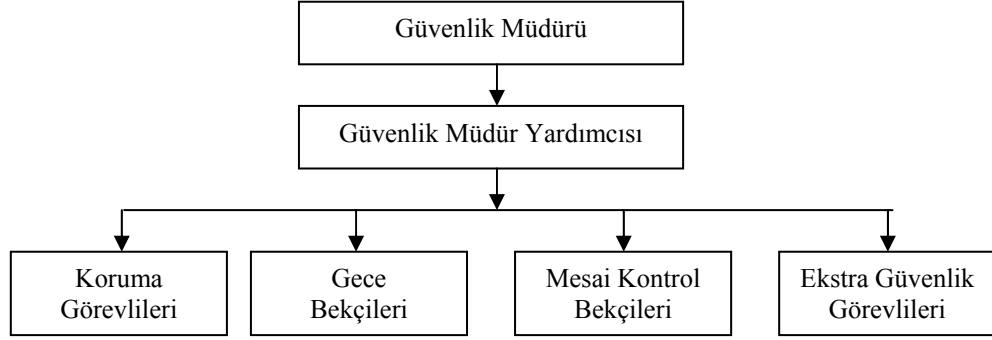 Güvenlik Müdürü
Güvenlik Müdür Yardımcısı
Koruma
Görevlileri
Gece
Bekçileri
Mesai Kontrol
Bekçileri
Ekstra Güvenlik
Görevlileri